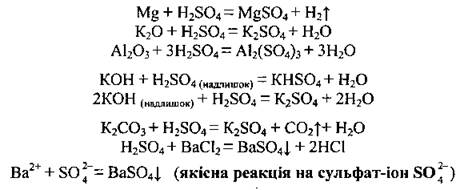 Mg + H₂SO₄ = MgSO₄ + H₂↑
K₂O + H₂SO₄ = K₂SO₄ + H₂O
Al₂O₃ + 3H₂SO₄ = Al₂(SO₄)₃ + 3H₂O
KOH + H₂SO₄ (надлишок) = KHSO₄ + H₂O
2KOH (надлишок) + H₂SO₄ = K₂SO₄ + 2H₂O
K₂CO₃ + H₂SO₄ = K₂SO₄ + CO₂↑ + H₂O
H₂SO₄ + BaCl₂ = BaSO₄↓ + 2HCl
Ba²⁺ + SO₄²⁻ = BaSO₄↓ (якісна реакція на сульфат-іон SO₄²⁻)